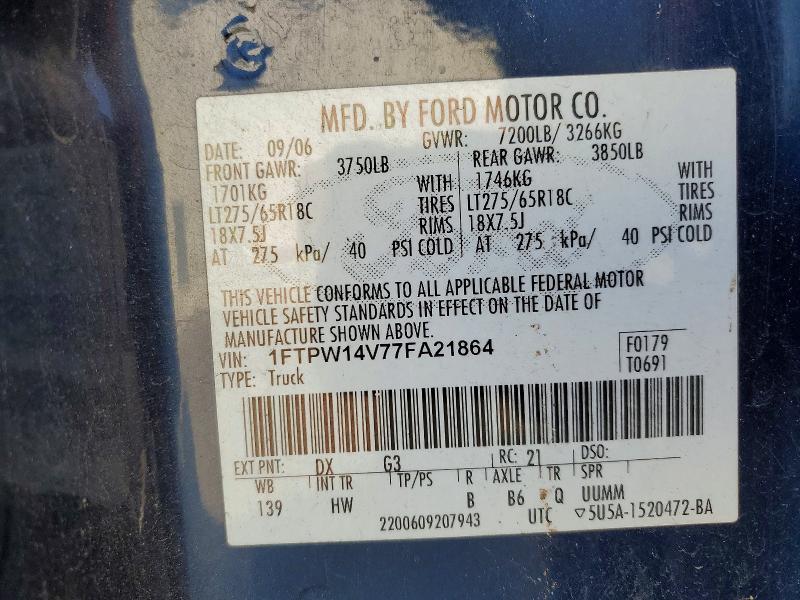 MFD. BY FORD MOTOR CO.
DATE: 09/06 GVWR: 7200LB/ 3266KG
FRONT GAWR: 3750LB REAR GAWR: 3850LB
1701KG WITH 1746KG WITH
LT275/65R18C TIRES LT275/65R18C TIRES
18X7.5J RIMS 18X7.5J RIMS
AT 275 kPa/ 40 PSI COLD AT 275 kPa/ 40 PSI COLD
THIS VEHICLE CONFORMS TO ALL APPLICABLE FEDERAL MOTOR
VEHICLE SAFETY STANDARDS IN EFFECT ON THE DATE OF
MANUFACTURE SHOWN ABOVE.
VIN: 1FTPW14V77FA21864 F0179
TYPE: Truck T0691
EXT PNT: DX G3 RC: 21 DSO:
WB INT TR TP/PS R AXLE TR SPR
139 HW B B6 Q UUMM
2200609207943 UTC ▽5U5A-1520472-BA